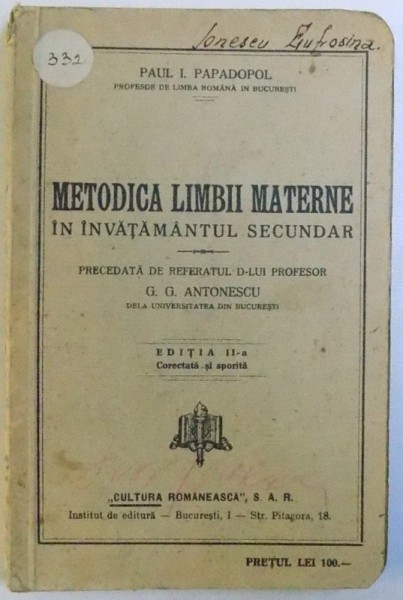 Ionescu Eufrosina.
332
PAUL I. PAPADOPOL
PROFESOR DE LIMBA ROMÂNĂ IN BUCUREȘTI
METODICA LIMBII MATERNE
ÎN ÎNVĂȚĂMÂNTUL SECUNDAR
PRECEDATĂ DE REFERATUL D-LUI PROFESOR
G. G. ANTONESCU
DELA UNIVERSITATEA DIN BUCUREȘTI
EDIȚIA II-a
Corectată și sporită
„CULTURA ROMÂNEASCĂ”, S. A. R.
Institut de editură — București, I — Str. Pitagora, 18.
PREȚUL LEI 100.—